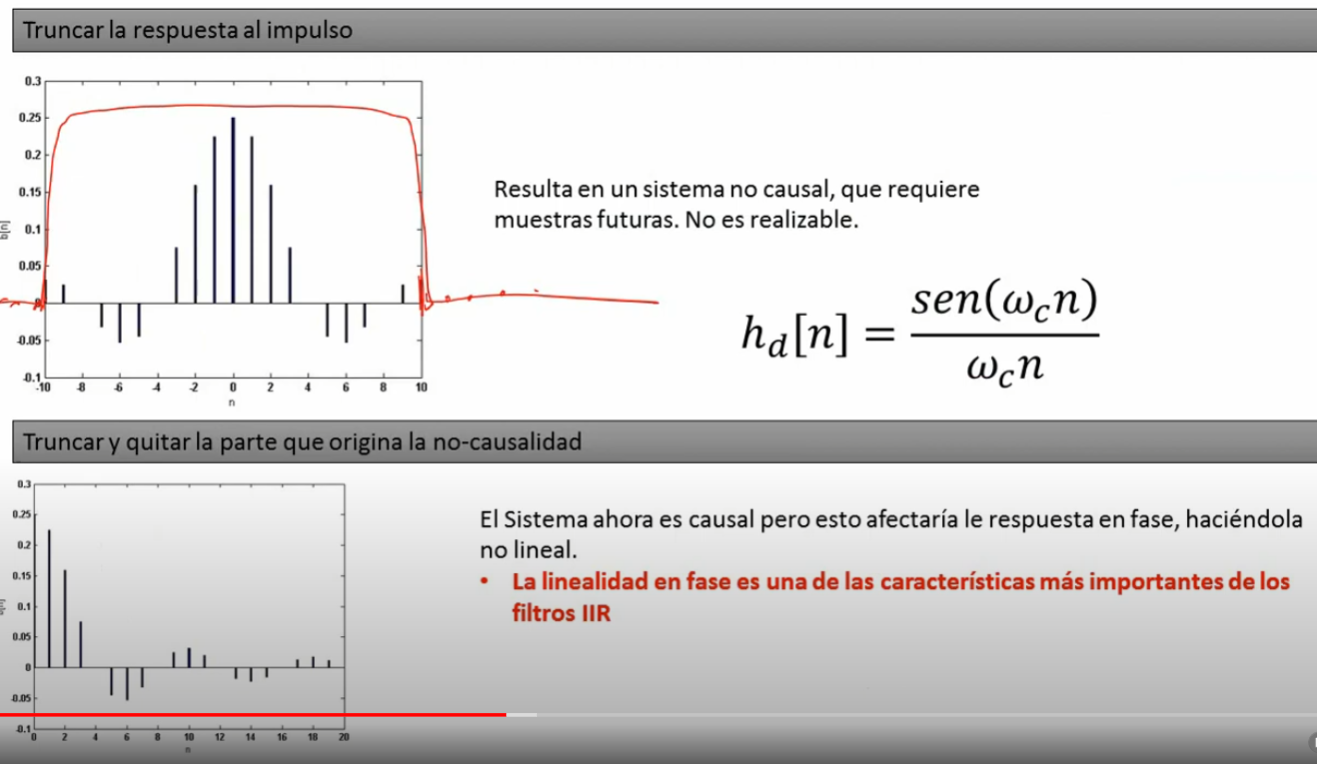 Truncar la respuesta al impulso
0.3
0.25
0.2
0.15
0.1
0.05
0
-0.05
-0.1
b[n]
-10 -8 -6 -4 -2 0 2 4 6 8 10
n
Resulta en un sistema no causal, que requiere
muestras futuras. No es realizable.
h_d[n] = sen(ω_c n) / ω_c n
Truncar y quitar la parte que origina la no-causalidad
0.3
0.25
0.2
0.15
0.1
0.05
0
-0.05
-0.1
0 2 4 6 8 10 12 14 16 18 20
n
El Sistema ahora es causal pero esto afectaría le respuesta en fase, haciéndola
no lineal.
• La linealidad en fase es una de las características más importantes de los
filtros IIR